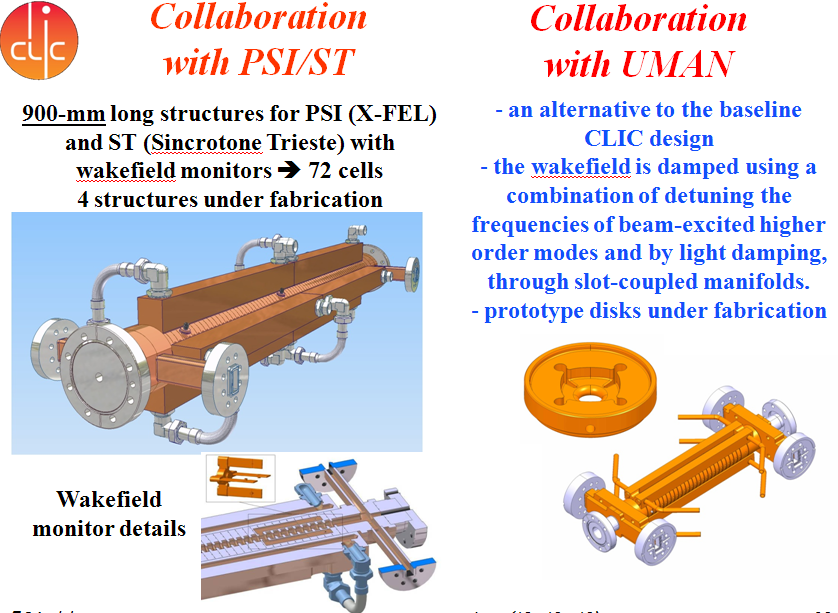 clic
Collaboration
with PSI/ST
900-mm long structures for PSI (X-FEL)
and ST (Sincrotone Trieste) with
wakefield monitors ➔ 72 cells
4 structures under fabrication
Wakefield
monitor details
Collaboration
with UMAN
- an alternative to the baseline
CLIC design
- the wakefield is damped using a
combination of detuning the
frequencies of beam-excited higher
order modes and by light damping,
through slot-coupled manifolds.
- prototype disks under fabrication